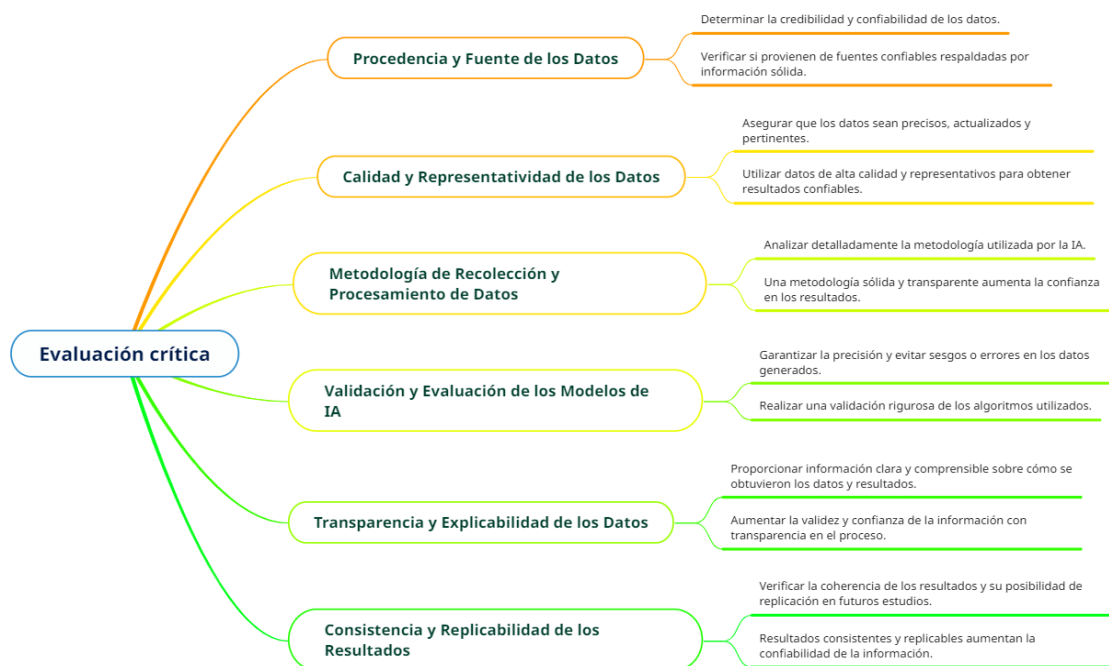 Evaluación crítica
Procedencia y Fuente de los Datos
Determinar la credibilidad y confiabilidad de los datos.
Verificar si provienen de fuentes confiables respaldadas por
información sólida.
Calidad y Representatividad de los Datos
Asegurar que los datos sean precisos, actualizados y
pertinentes.
Utilizar datos de alta calidad y representativos para obtener
resultados confiables.
Metodología de Recolección y
Procesamiento de Datos
Analizar detalladamente la metodología utilizada por la IA.
Una metodología sólida y transparente aumenta la confianza
en los resultados.
Validación y Evaluación de los Modelos de
IA
Garantizar la precisión y evitar sesgos o errores en los datos
generados.
Realizar una validación rigurosa de los algoritmos utilizados.
Transparencia y Explicabilidad de los Datos
Proporcionar información clara y comprensible sobre cómo se
obtuvieron los datos y resultados.
Aumentar la validez y confianza de la información con
transparencia en el proceso.
Consistencia y Replicabilidad de los
Resultados
Verificar la coherencia de los resultados y su posibilidad de
replicación en futuros estudios.
Resultados consistentes y replicables aumentan la
confiabilidad de la información.